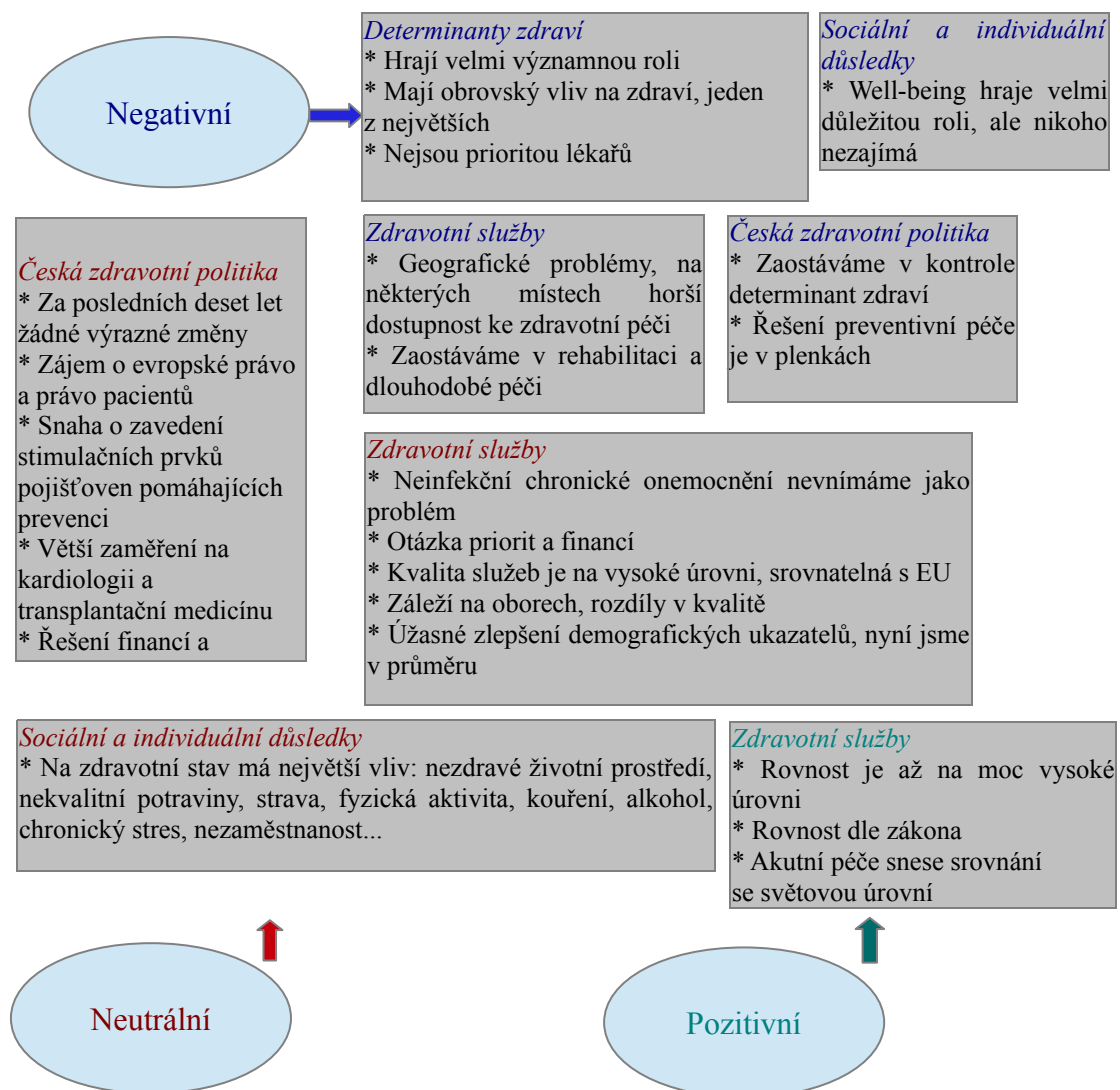 Negativní
Determinanty zdraví
* Hrají velmi významnou roli
* Mají obrovský vliv na zdraví, jeden
z největších
* Nejsou prioritou lékařů
Sociální a individuální
důsledky
* Well-being hraje velmi
důležitou roli, ale nikoho
nezajímá
Česká zdravotní politika
* Za posledních deset let
žádné výrazné změny
* Zájem o evropské právo
a právo pacientů
* Snaha o zavedení
stimulačních prvků
pojišťoven pomáhajících
prevenci
* Větší zaměření na
kardiologii a
transplantační medicínu
* Řešení financí a
Zdravotní služby
* Geografické problémy, na
některých místech horší
dostupnost ke zdravotní péči
* Zaostáváme v rehabilitaci a
dlouhodobé péči
Česká zdravotní politika
* Zaostáváme v kontrole
determinant zdraví
* Řešení preventivní péče
je v plenkách
Zdravotní služby
* Neinfekční chronické onemocnění nevnímáme jako
problém
* Otázka priorit a financí
* Kvalita služeb je na vysoké úrovni, srovnatelná s EU
* Záleží na oborech, rozdíly v kvalitě
* Úžasné zlepšení demografických ukazatelů, nyní jsme
v průměru
Sociální a individuální důsledky
* Na zdravotní stav má největší vliv: nezdravé životní prostředí,
nekvalitní potraviny, strava, fyzická aktivita, kouření, alkohol,
chronický stres, nezaměstnanost...
Zdravotní služby
* Rovnost je až na moc vysoké
úrovni
* Rovnost dle zákona
* Akutní péče snese srovnání
se světovou úrovní
Neutrální
Pozitivní